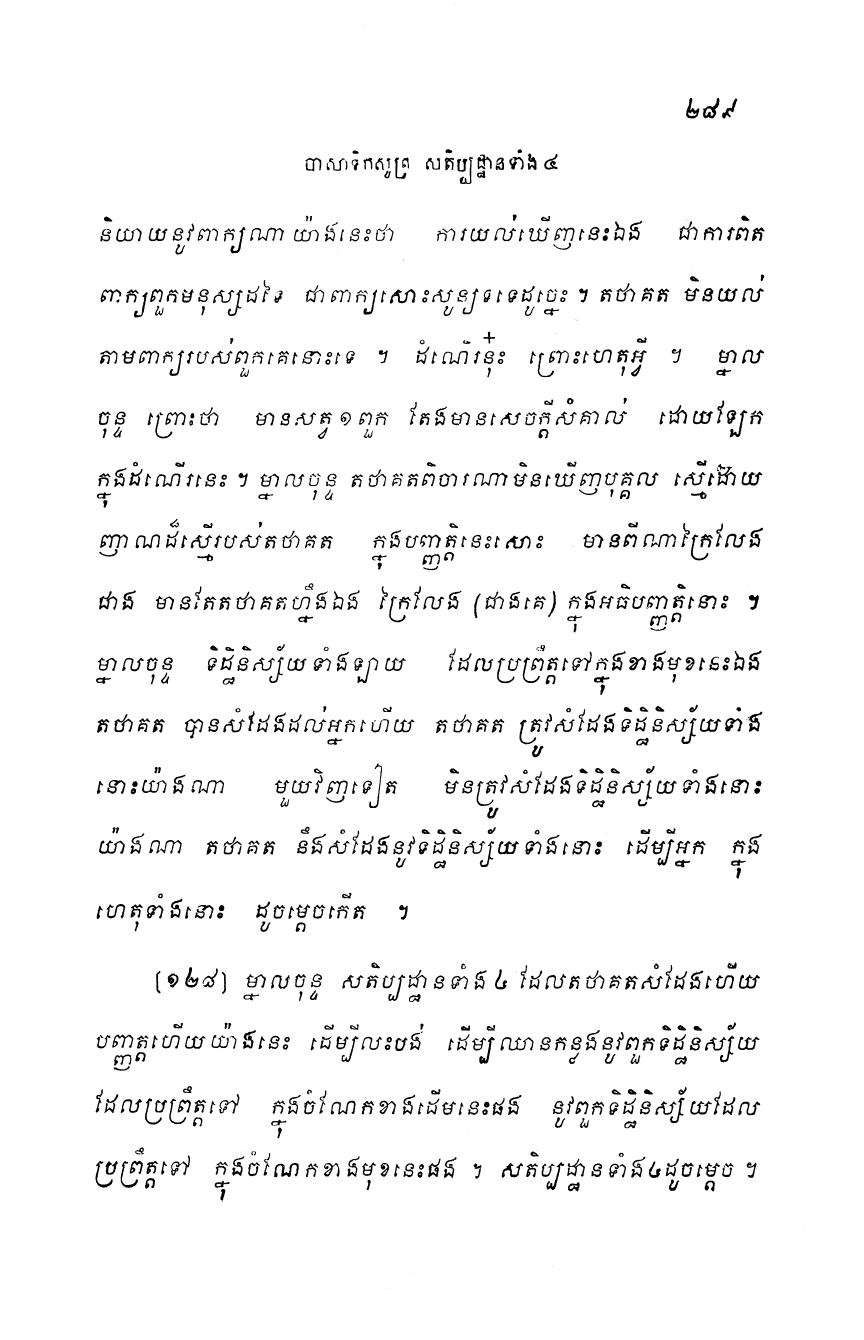 ២៨៩
បាសាទិកសូត្រ សតិប្បដ្ឋានទាំង៤
និយាយនូវពាក្យណា យ៉ាងនេះថា ការយល់ឃើញនេះឯង ជាការពិត
ពាក្យពួកមនុស្សដទៃ ជាពាក្យសោះសូន្យទទេដូច្នេះ ។ តថាគត មិនយល់
តាមពាក្យរបស់ពួកគេនោះទេ ។ ដំណើរនុ៎ះ ព្រោះហេតុអ្វី ។ ម្នាល
ចុន្ទ ព្រោះថា មានសត្វ១ពួក តែងមានសេចក្តីសំគាល់ ដោយឡែក
ក្នុងដំណើរនេះ ។ ម្នាលចុន្ទ តថាគតពិចារណាមិនឃើញបុគ្គល ស្មើដោយ
ញាណដ៏ស្មើរបស់តថាគត ក្នុងបញ្ញត្តិនេះសោះ មានពីណាក្រៃលែង
ជាង មានតែតថាគតហ្នឹងឯង ក្រៃលែង (ជាងគេ) ក្នុងអធិបញ្ញត្តិនោះ ។
ម្នាលចុន្ទ ទិដ្ឋិនិស្ស័យទាំងឡាយ ដែលប្រព្រឹត្តទៅក្នុងខាងមុខនេះឯង
តថាគត បានសំដែងដល់អ្នកហើយ តថាគត ត្រូវសំដែងទិដ្ឋិនិស្ស័យទាំង
នោះយ៉ាងណា មួយវិញទៀត មិនត្រូវសំដែងទិដ្ឋិនិស្ស័យទាំងនោះ
យ៉ាងណា តថាគត នឹងសំដែងនូវទិដ្ឋិនិស្ស័យទាំងនោះ ដើម្បីអ្នក ក្នុង
ហេតុទាំងនោះ ដូចម្តេចកើត ។
[១២៨] ម្នាលចុន្ទ សតិប្បដ្ឋានទាំង៤ ដែលតថាគតសំដែងហើយ
បញ្ញត្តហើយយ៉ាងនេះ ដើម្បីលះបង់ ដើម្បីឈានកន្លងនូវពួកទិដ្ឋិនិស្ស័យ
ដែលប្រព្រឹត្តទៅ ក្នុងចំណែកខាងដើមនេះផង នូវពួកទិដ្ឋិនិស្ស័យដែល
ប្រព្រឹត្តទៅ ក្នុងចំណែកខាងមុខនេះផង ។ សតិប្បដ្ឋានទាំង៤ដូចម្តេច ។